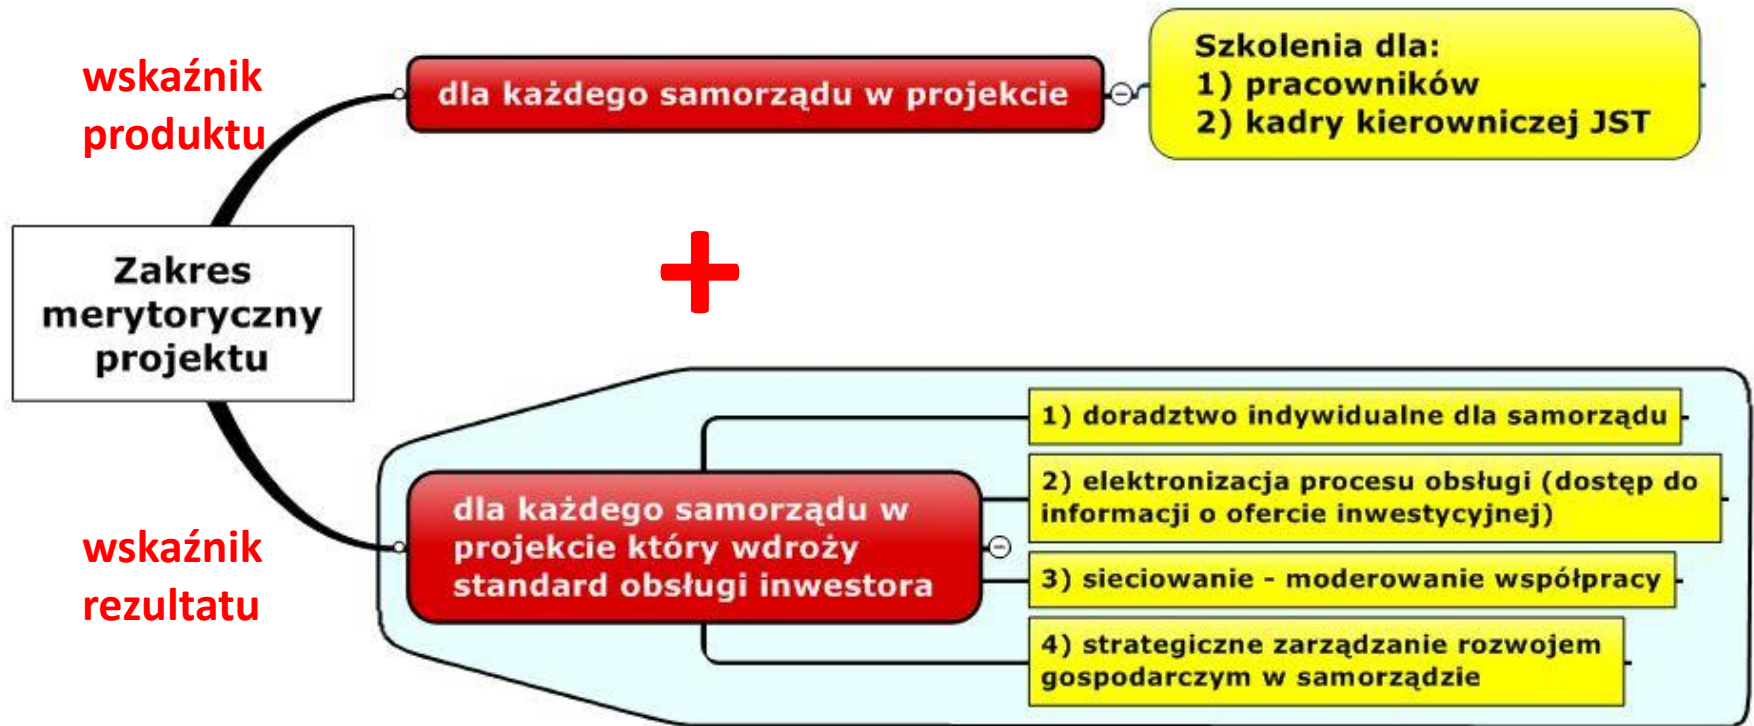 wskaźnik
produktu
dla każdego samorządu w projekcie
Szkolenia dla:
1) pracowników
2) kadry kierowniczej JST
Zakres
merytoryczny
projektu
+
wskaźnik
rezultatu
dla każdego samorządu w
projekcie który wdroży
standard obsługi inwestora
1) doradztwo indywidualne dla samorządu
2) elektronizacja procesu obsługi (dostęp do
informacji o ofercie inwestycyjnej)
3) sieciowanie - moderowanie współpracy
4) strategiczne zarządzanie rozwojem
gospodarczym w samorządzie